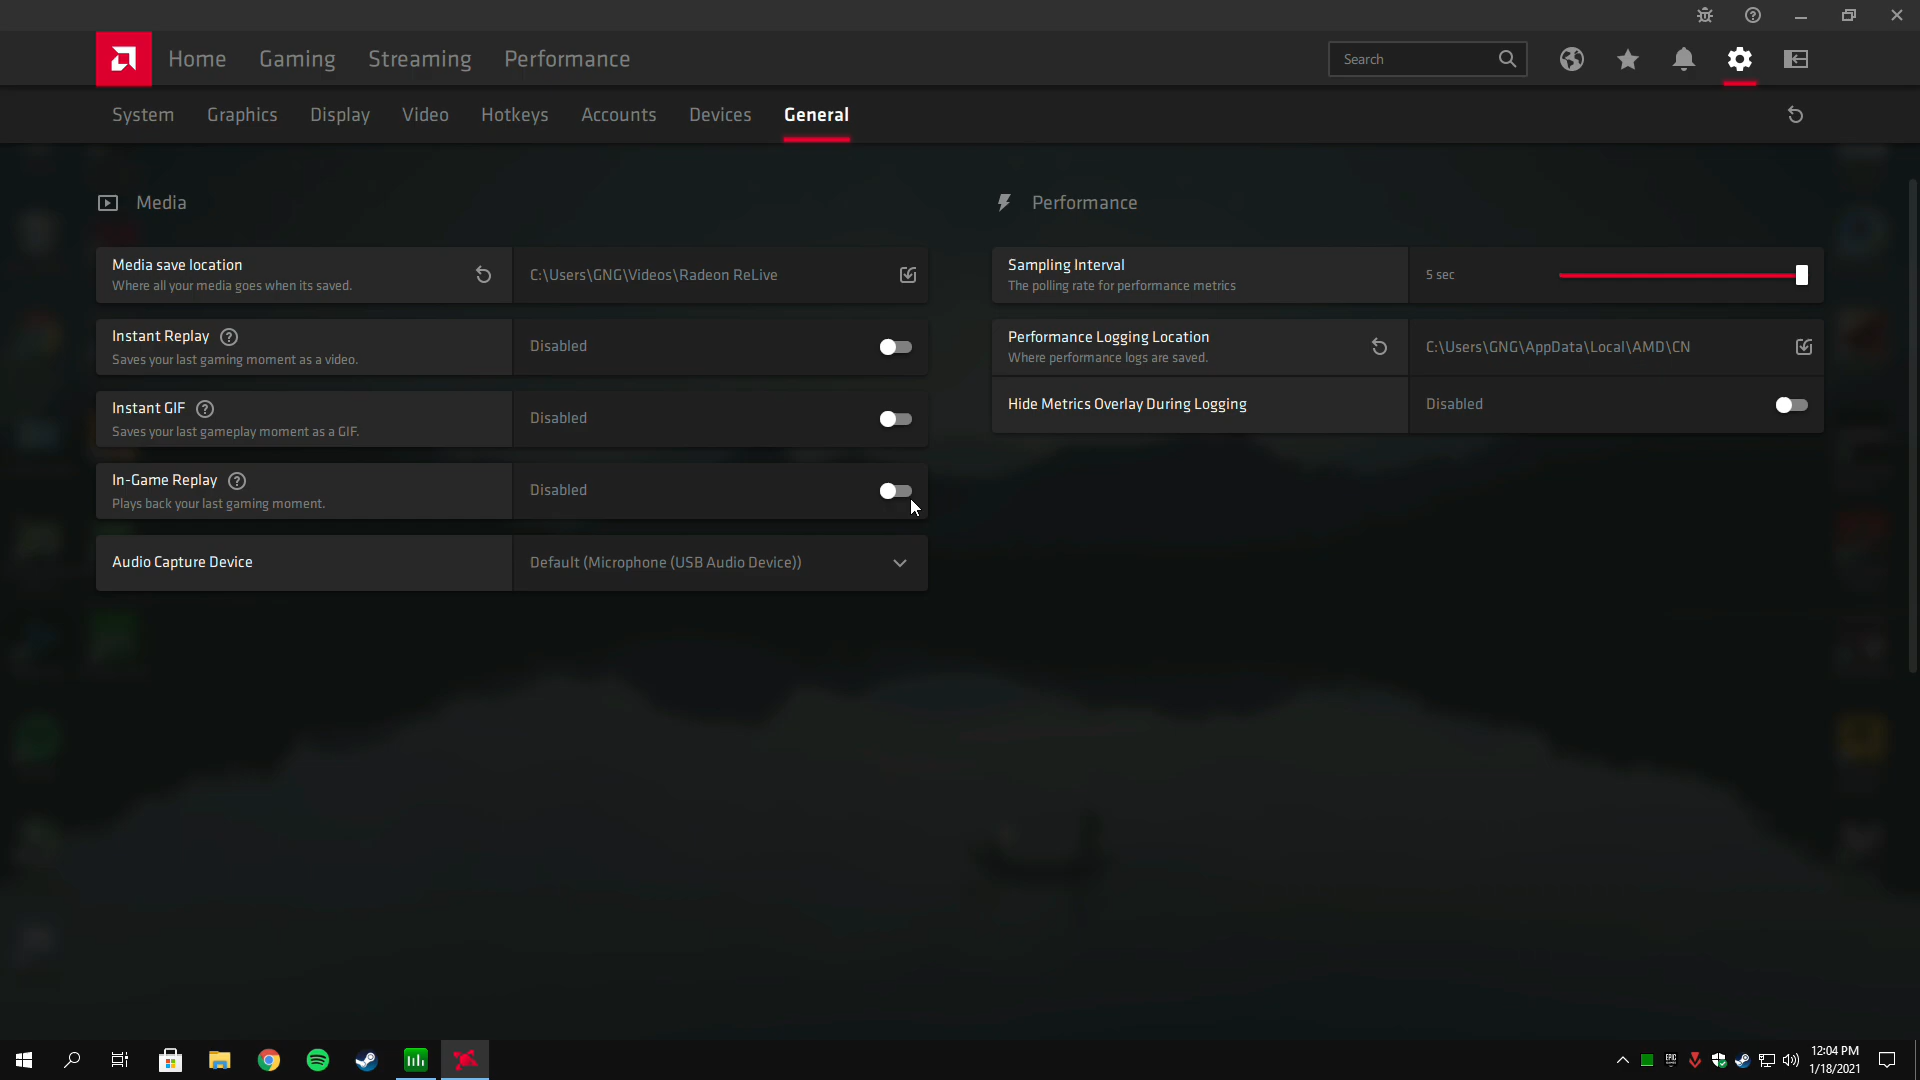 Home
Gaming
Streaming
Performance
Search
System
Graphics
Display
Video
Hotkeys
Accounts
Devices
General
Media
Media save location
Where all your media goes when its saved.
C:\Users\GNG\Videos\Radeon ReLive
Instant Replay
Saves your last gaming moment as a video.
Disabled
Instant GIF
Saves your last gameplay moment as a GIF.
Disabled
In-Game Replay
Plays back your last gaming moment.
Disabled
Audio Capture Device
Default (Microphone (USB Audio Device))
Performance
Sampling Interval
The polling rate for performance metrics
5 sec
Performance Logging Location
Where performance logs are saved.
C:\Users\GNG\AppData\Local\AMD\CN
Hide Metrics Overlay During Logging
Disabled
EPIC
12:04 PM
1/18/2021